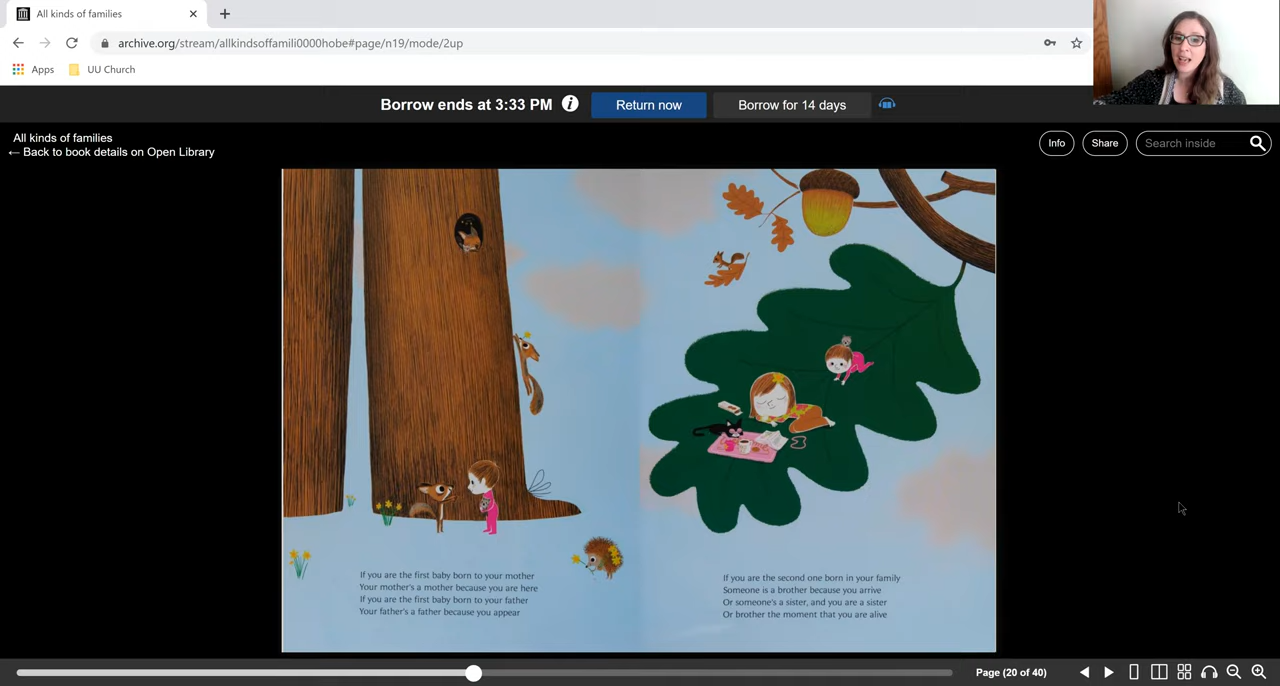 All kinds of families
archive.org/stream/allkindsoffamili0000hobe#page/n19/mode/2up
Apps
UU Church
Borrow ends at 3:33 PM
Return now
Borrow for 14 days
All kinds of families
← Back to book details on Open Library
Info
Share
Search inside
If you are the first baby born to your mother
Your mother's a mother because you are here
If you are the first baby born to your father
Your father's a father because you appear
If you are the second one born in your family
Someone is a brother because you arrive
Or someone's a sister, and you are a sister
Or brother the moment that you are alive
Page (20 of 40)